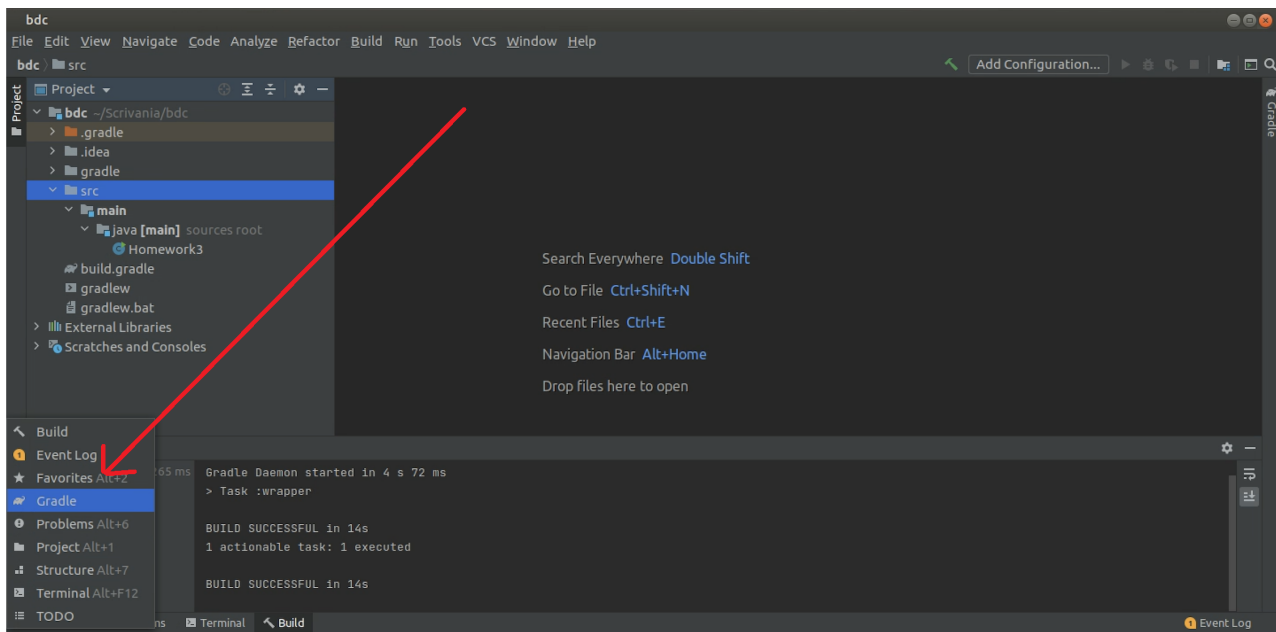 bdc
File Edit View Navigate Code Analyze Refactor Build Run Tools VCS Window Help
bdc src
Add Configuration...
Project
Project
bdc ~/Scrivania/bdc
.gradle
.idea
gradle
src
main
java [main] sources root
Homework3
build.gradle
gradlew
gradlew.bat
External Libraries
Scratches and Consoles
Gradle
Search Everywhere Double Shift
Go to File Ctrl+Shift+N
Recent Files Ctrl+E
Navigation Bar Alt+Home
Drop files here to open
Build
Event Log
Favorites Alt+2
Gradle
Problems Alt+6
Project Alt+1
Structure Alt+7
Terminal Alt+F12
TODO
Gradle Daemon started in 4 s 72 ms
> Task :wrapper
BUILD SUCCESSFUL in 14s
1 actionable task: 1 executed
BUILD SUCCESSFUL in 14s
Terminal Build
1 Event Log